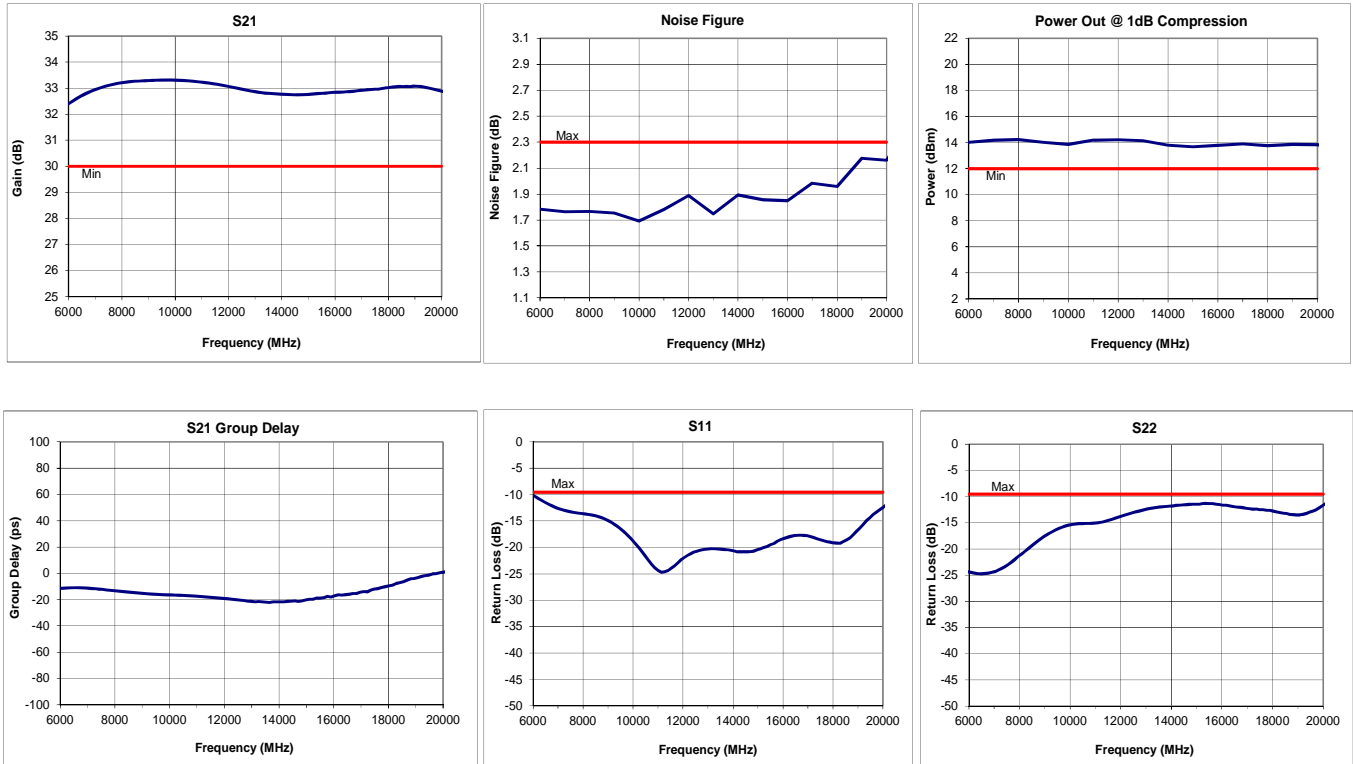 S21
35
34
33
32
31
30
29
28
27
26
25
Gain (dB)
Min
6000 8000 10000 12000 14000 16000 18000 20000
Frequency (MHz)
Noise Figure
3.1
2.9
2.7
2.5
2.3
2.1
1.9
1.7
1.5
1.3
1.1
Noise Figure (dB)
Max
6000 8000 10000 12000 14000 16000 18000 20000
Frequency (MHz)
Power Out @ 1dB Compression
22
20
18
16
14
12
10
8
6
4
2
Power (dBm)
Min
6000 8000 10000 12000 14000 16000 18000 20000
Frequency (MHz)
S21 Group Delay
100
80
60
40
20
0
-20
-40
-60
-80
-100
Group Delay (ps)
6000 8000 10000 12000 14000 16000 18000 20000
Frequency (MHz)
S11
0
-5
-10
-15
-20
-25
-30
-35
-40
-45
-50
Return Loss (dB)
Max
6000 8000 10000 12000 14000 16000 18000 20000
Frequency (MHz)
S22
0
-5
-10
-15
-20
-25
-30
-35
-40
-45
-50
Return Loss (dB)
Max
6000 8000 10000 12000 14000 16000 18000 20000
Frequency (MHz)